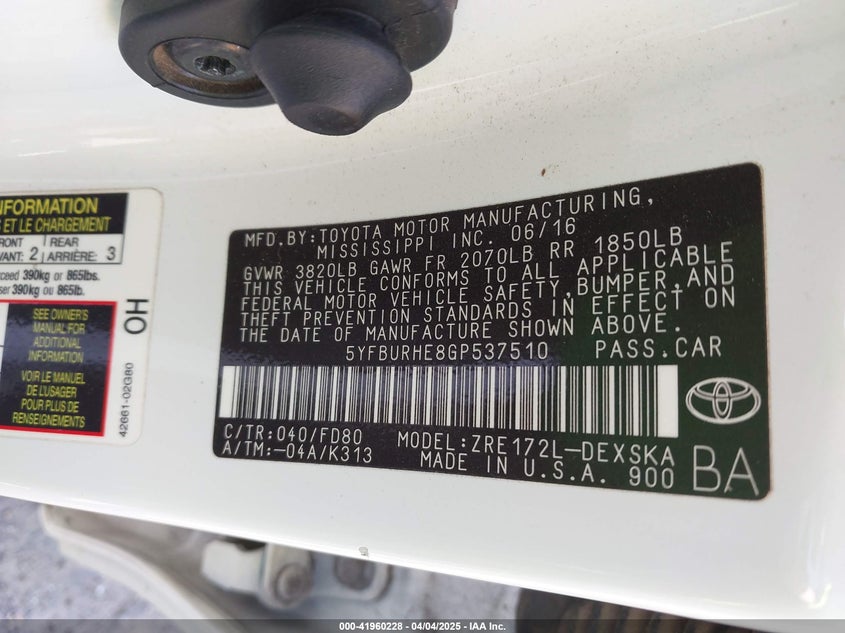 NFORMATION
S ET LE CHARGEMENT
FRONT
VANT: 2
REAR
ARRIÈRE: 3
xceed 390kg or 865lbs.
ser 390kg ou 865lb.
SEE OWNER'S
MANUAL FOR
ADDITIONAL
INFORMATION
VOIR LE MANUEL
DE L'USAGER
POUR PLUS DE
RENSEIGNEMENTS
OH
42661-02G80
MFD.BY:TOYOTA MOTOR MANUFACTURING,
MISSISSIPPI INC. 06/16
GVWR 3820LB GAWR FR 2070LB RR 1850LB
THIS VEHICLE CONFORMS TO ALL APPLICABLE
FEDERAL MOTOR VEHICLE SAFETY,BUMPER,AND
THEFT PREVENTION STANDARDS IN EFFECT ON
THE DATE OF MANUFACTURE SHOWN ABOVE.
5YFBURHE8GP537510 PASS.CAR
C/TR:040/FD80 MODEL:ZRE172L-DEXSKA
A/TM:-04A/K313 MADE IN U.S.A. 900
BA
000-41960228 - 04/04/2025 - IAA Inc.